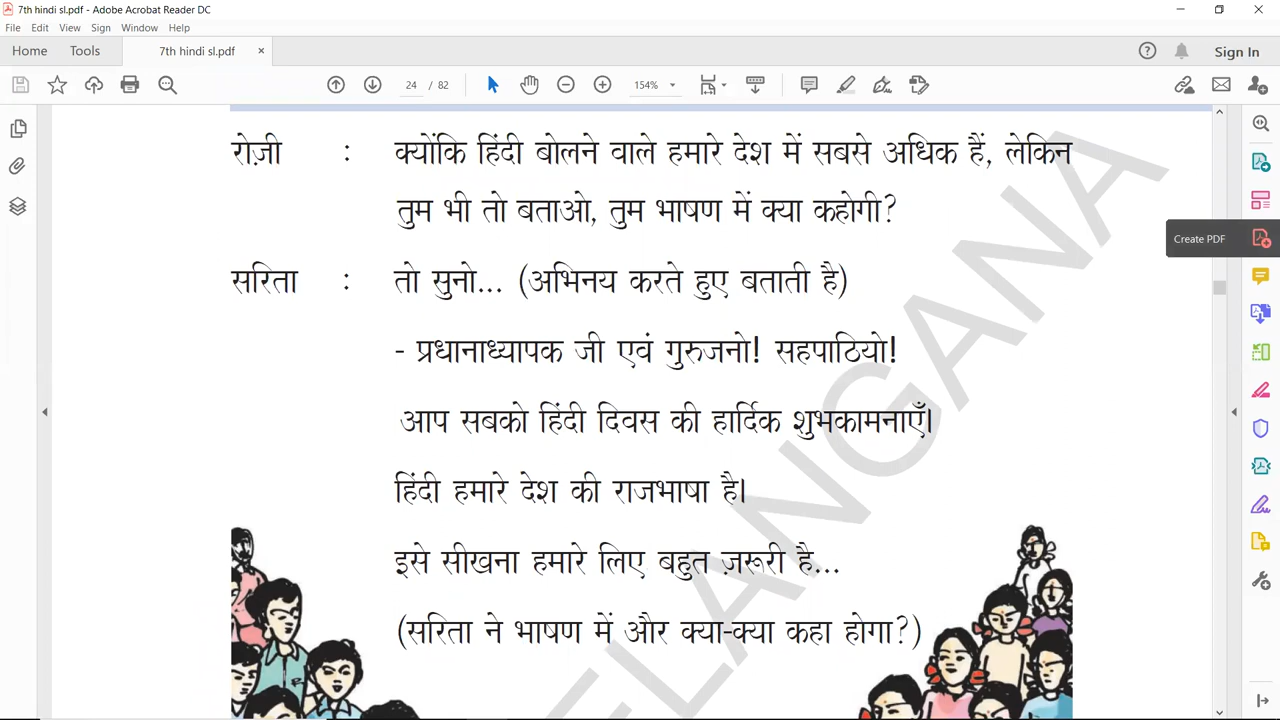 7th hindi sl.pdf - Adobe Acrobat Reader DC
File Edit View Sign Window Help
Home Tools 7th hindi sl.pdf × Sign In
24 / 82 154%
रोज़ी : क्योंकि हिंदी बोलने वाले हमारे देश में सबसे अधिक हैं, लेकिन
तुम भी तो बताओ, तुम भाषण में क्या कहोगी?
Create PDF
सरिता : तो सुनो... (अभिनय करते हुए बताती है)
- प्रधानाध्यापक जी एवं गुरुजनो! सहपाठियो!
आप सबको हिंदी दिवस की हार्दिक शुभकामनाएँ।
हिंदी हमारे देश की राजभाषा है।
इसे सीखना हमारे लिए बहुत ज़रूरी है...
(सरिता ने भाषण में और क्या-क्या कहा होगा?)
ELANGANA